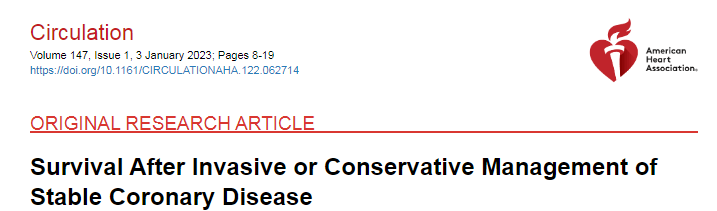 Circulation
Volume 147, Issue 1, 3 January 2023; Pages 8-19
https://doi.org/10.1161/CIRCULATIONAHA.122.062714
American
Heart
Association.
ORIGINAL RESEARCH ARTICLE
Survival After Invasive or Conservative Management of
Stable Coronary Disease